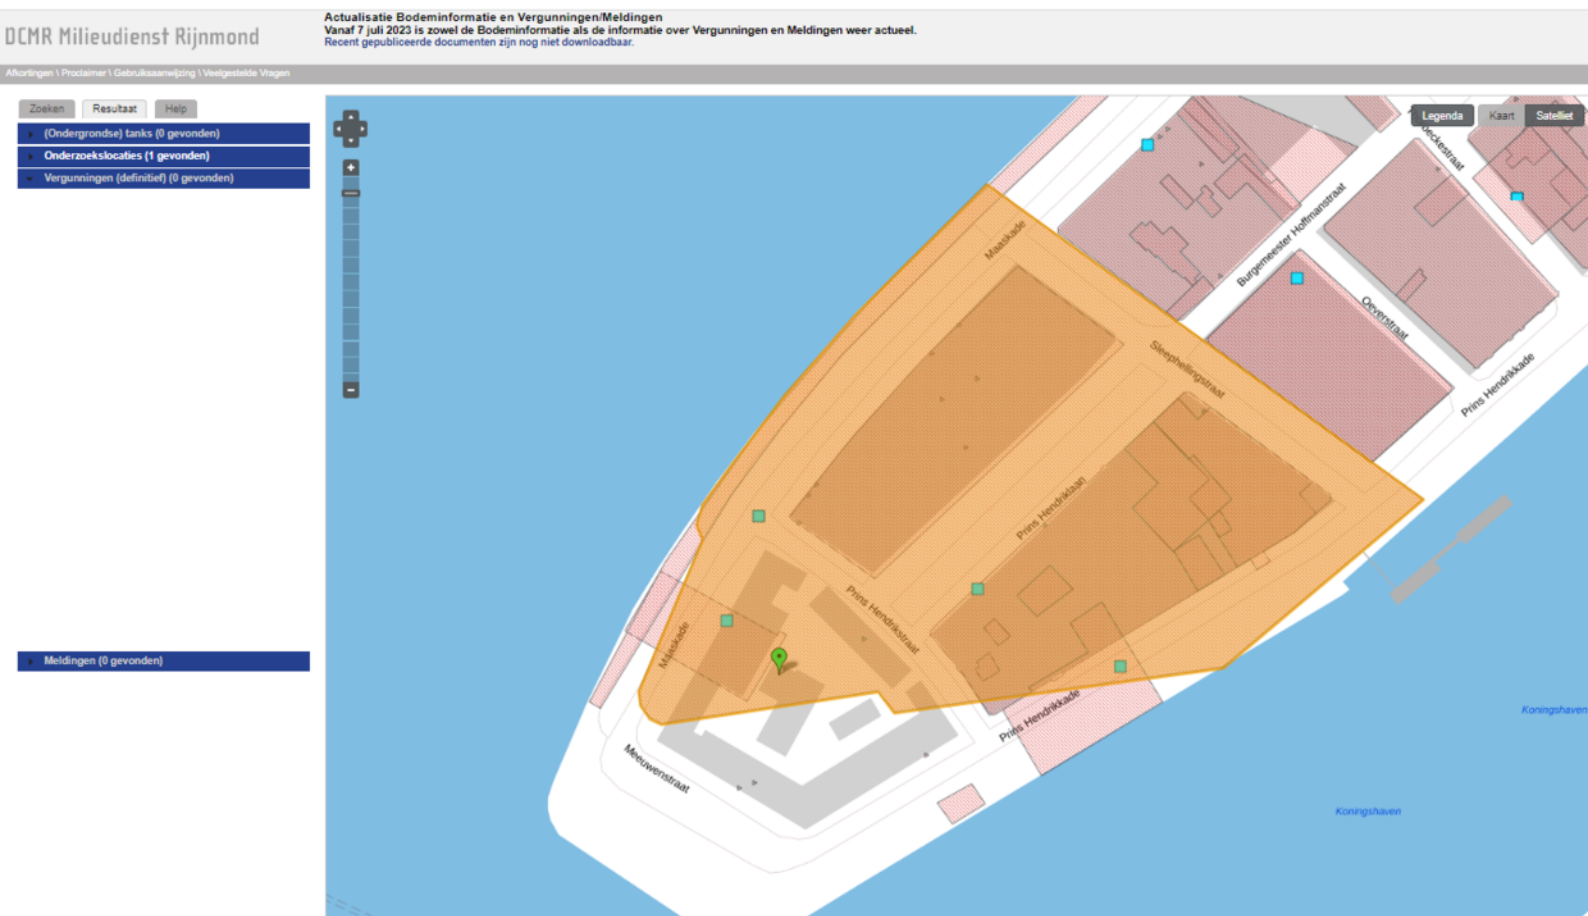 DCMR Milieudienst Rijnmond
Actualisatie Bodeminformatie en Vergunningen/Meldingen
Vanaf 7 juli 2023 is zowel de Bodeminformatie als de informatie over Vergunningen en Meldingen weer actueel.
Recent gepubliceerde documenten zijn nog niet downloadbaar.
Afkortingen \ Proclaimer \ Gebruiksaanwijzing \ Veelgestelde Vragen
Zoeken Resultaat Help
(Ondergrondse) tanks (0 gevonden)
Onderzoekslocaties (1 gevonden)
Vergunningen (definitief) (0 gevonden)
Meldingen (0 gevonden)
Legenda Kaart Satelliet
Maaskade
Burgemeester Hoffmanstraat
Oeverstraat
Sleephellingstraat
Prins Hendrikkade
Prins Hendriklaan
Prins Hendrikstraat
Maaskade
Prins Hendrikkade
Meeuwenstraat
Koningshaven
Koningshaven